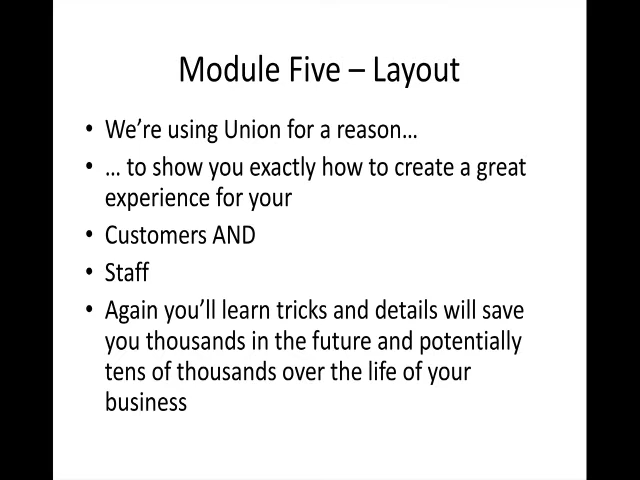 Module Five – Layout
• We're using Union for a reason…
• … to show you exactly how to create a great
experience for your
• Customers AND
• Staff
• Again you'll learn tricks and details will save
you thousands in the future and potentially
tens of thousands over the life of your
business